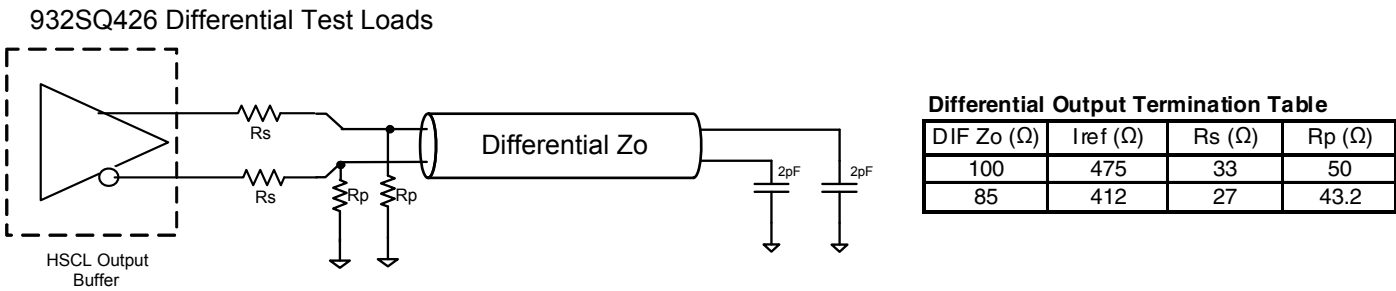 932SQ426 Differential Test Loads
Rs
Rs
Rp
Rp
Differential Zo
2pF
2pF
HSCL Output
Buffer
Differential Output Termination Table
DIF Zo (Ω) Iref (Ω) Rs (Ω) Rp (Ω)
100 475 33 50
85 412 27 43.2